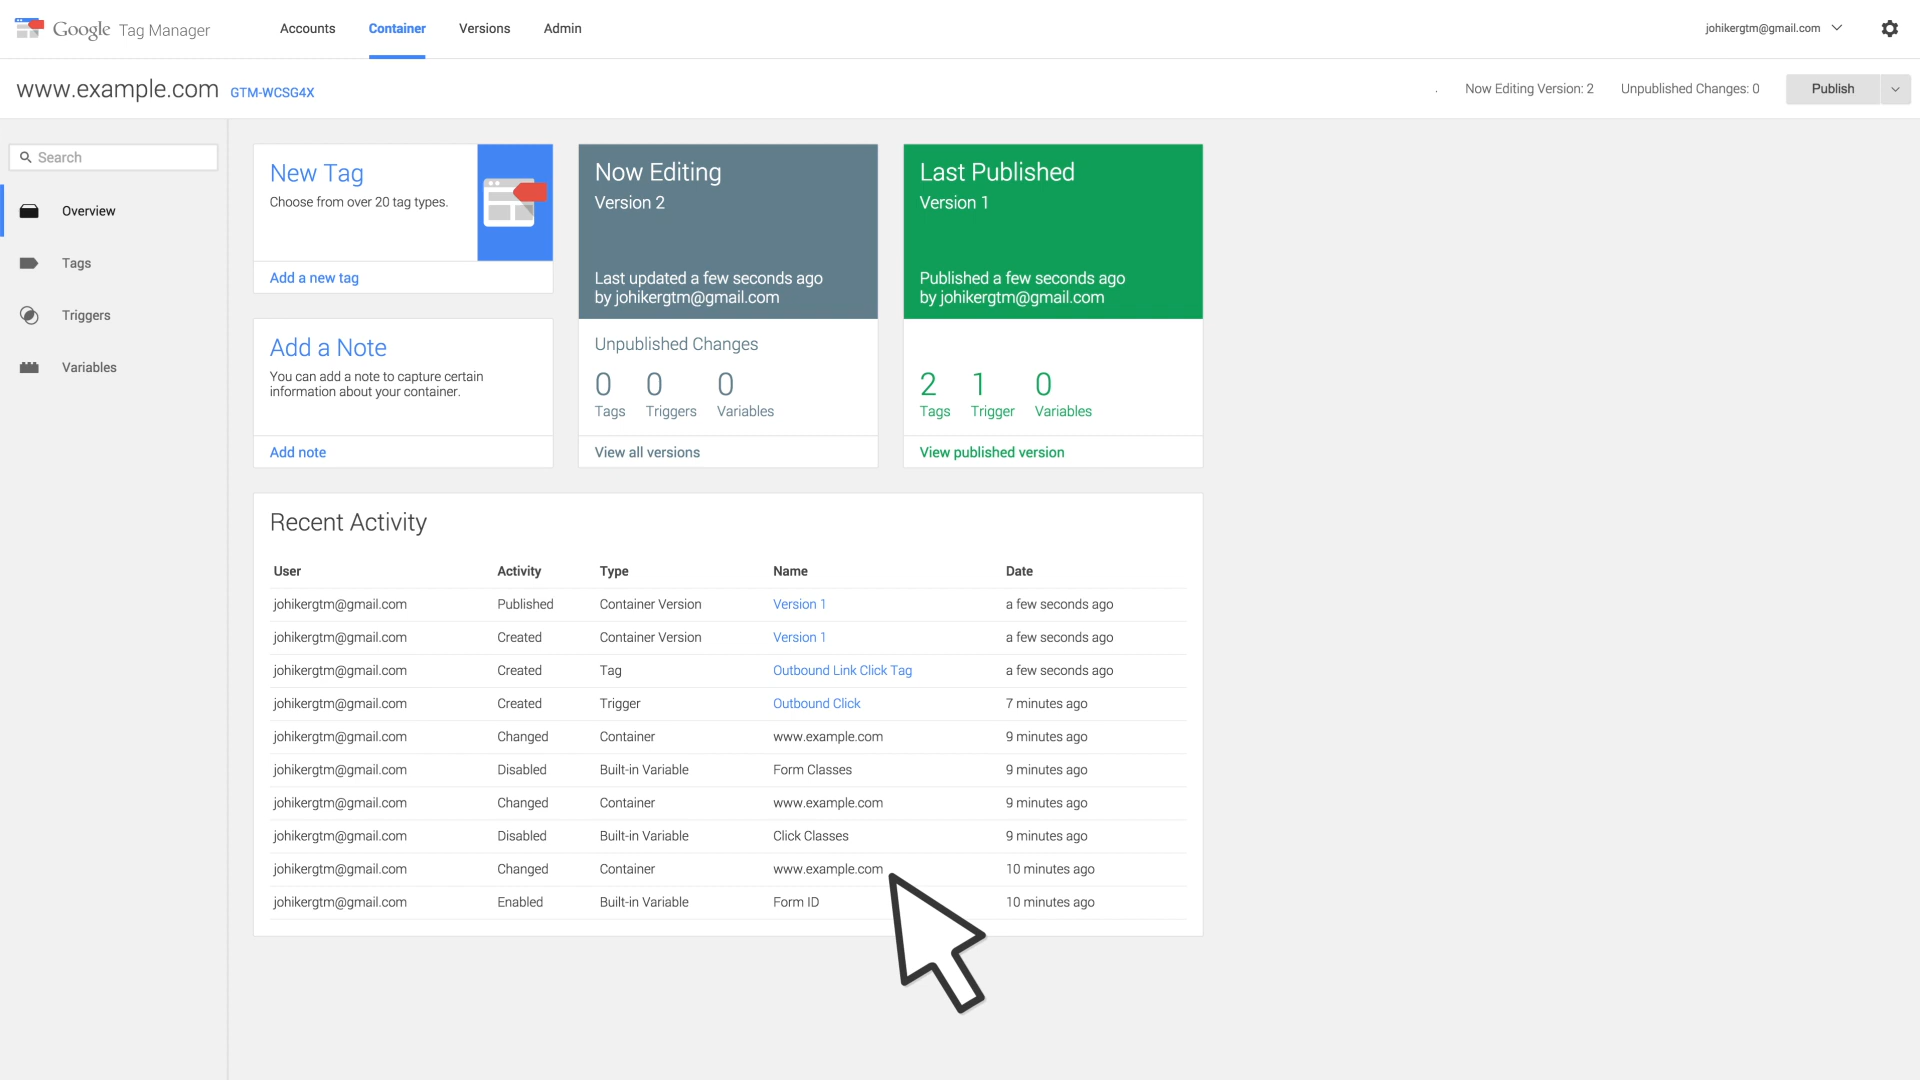 Google Tag Manager
Accounts
Container
Versions
Admin
johikergtm@gmail.com
www.example.com GTM-WCSG4X
Now Editing Version: 2
Unpublished Changes: 0
Publish
Search
Overview
Tags
Triggers
Variables
New Tag
Choose from over 20 tag types.
Add a new tag
Add a Note
You can add a note to capture certain
information about your container.
Add note
Now Editing
Version 2
Last updated a few seconds ago
by johikergtm@gmail.com
Unpublished Changes
0 0 0
Tags Triggers Variables
View all versions
Last Published
Version 1
Published a few seconds ago
by johikergtm@gmail.com
2 1 0
Tags Trigger Variables
View published version
Recent Activity
User Activity Type Name Date
johikergtm@gmail.com Published Container Version Version 1 a few seconds ago
johikergtm@gmail.com Created Container Version Version 1 a few seconds ago
johikergtm@gmail.com Created Tag Outbound Link Click Tag a few seconds ago
johikergtm@gmail.com Created Trigger Outbound Click 7 minutes ago
johikergtm@gmail.com Changed Container www.example.com 9 minutes ago
johikergtm@gmail.com Disabled Built-in Variable Form Classes 9 minutes ago
johikergtm@gmail.com Changed Container www.example.com 9 minutes ago
johikergtm@gmail.com Disabled Built-in Variable Click Classes 9 minutes ago
johikergtm@gmail.com Changed Container www.example.com 10 minutes ago
johikergtm@gmail.com Enabled Built-in Variable Form ID 10 minutes ago